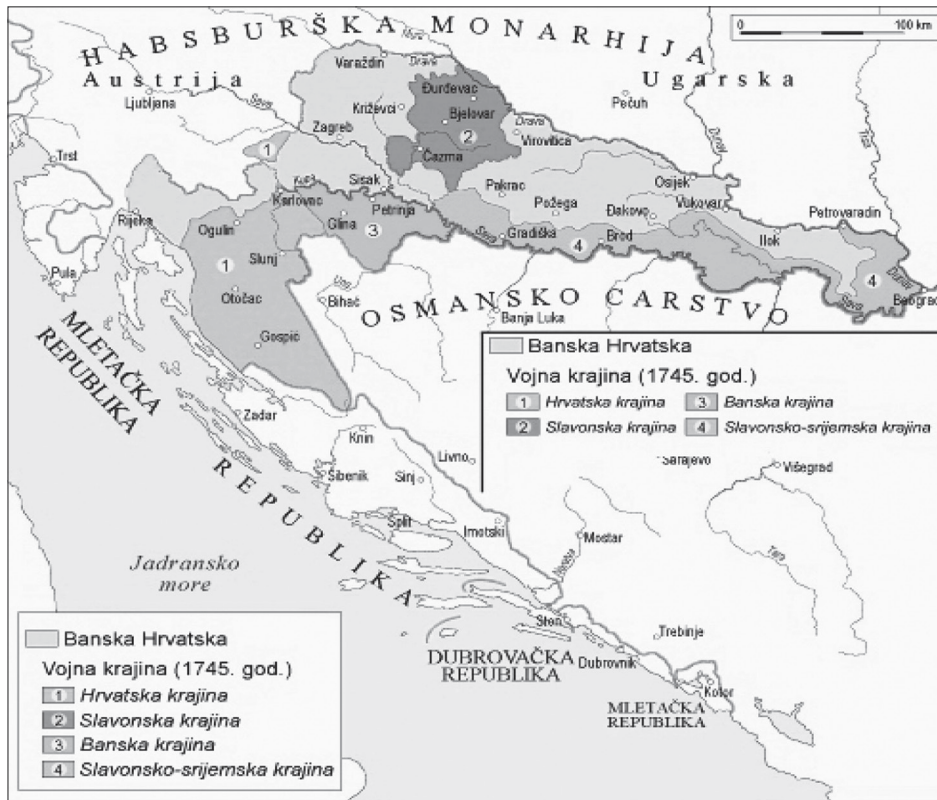 HABSBURŠKA MONARHIJA
Austrija
Ugarska
0 100 km
Mura
Varaždin
Drava
Ljubljana
Sava
Križevci
Đurđevac
Bjelovar
2
Pečuh
Zagreb
Drava
Virovitica
Dunav
Tisa
Trst
1
Čazma
Kupa
Sisak
Pakrac
Osijek
Karlovac
Petrinja
Požega
Đakovo
Vukovar
Petrovaradin
Rijeka
Ogulin
Glina
3
Sava
Gradiška
4
Brod
Ilok
Dunav
1
Slunj
4
Pula
Una
Otočac
Bihać
Sava
Beograd
OSMANSKO CARSTVO
Banja Luka
Gospić
MLETAČKA
REPUBLIKA
Banska Hrvatska
Vojna krajina (1745. god.)
1 Hrvatska krajina
2 Slavonska krajina
3 Banska krajina
4 Slavonsko-srijemska krajina
Zadar
Knin
Livno
Sarajevo
Višegrad
Šibenik
Sinj
REPUBLIKA
Split
Imotski
Mostar
Neretva
Tara
Jadransko
more
Ston
Trebinje
DUBROVAČKA
REPUBLIKA
Dubrovnik
Kotor
MLETAČKA
REPUBLIKA
Banska Hrvatska
Vojna krajina (1745. god.)
1 Hrvatska krajina
2 Slavonska krajina
3 Banska krajina
4 Slavonsko-srijemska krajina